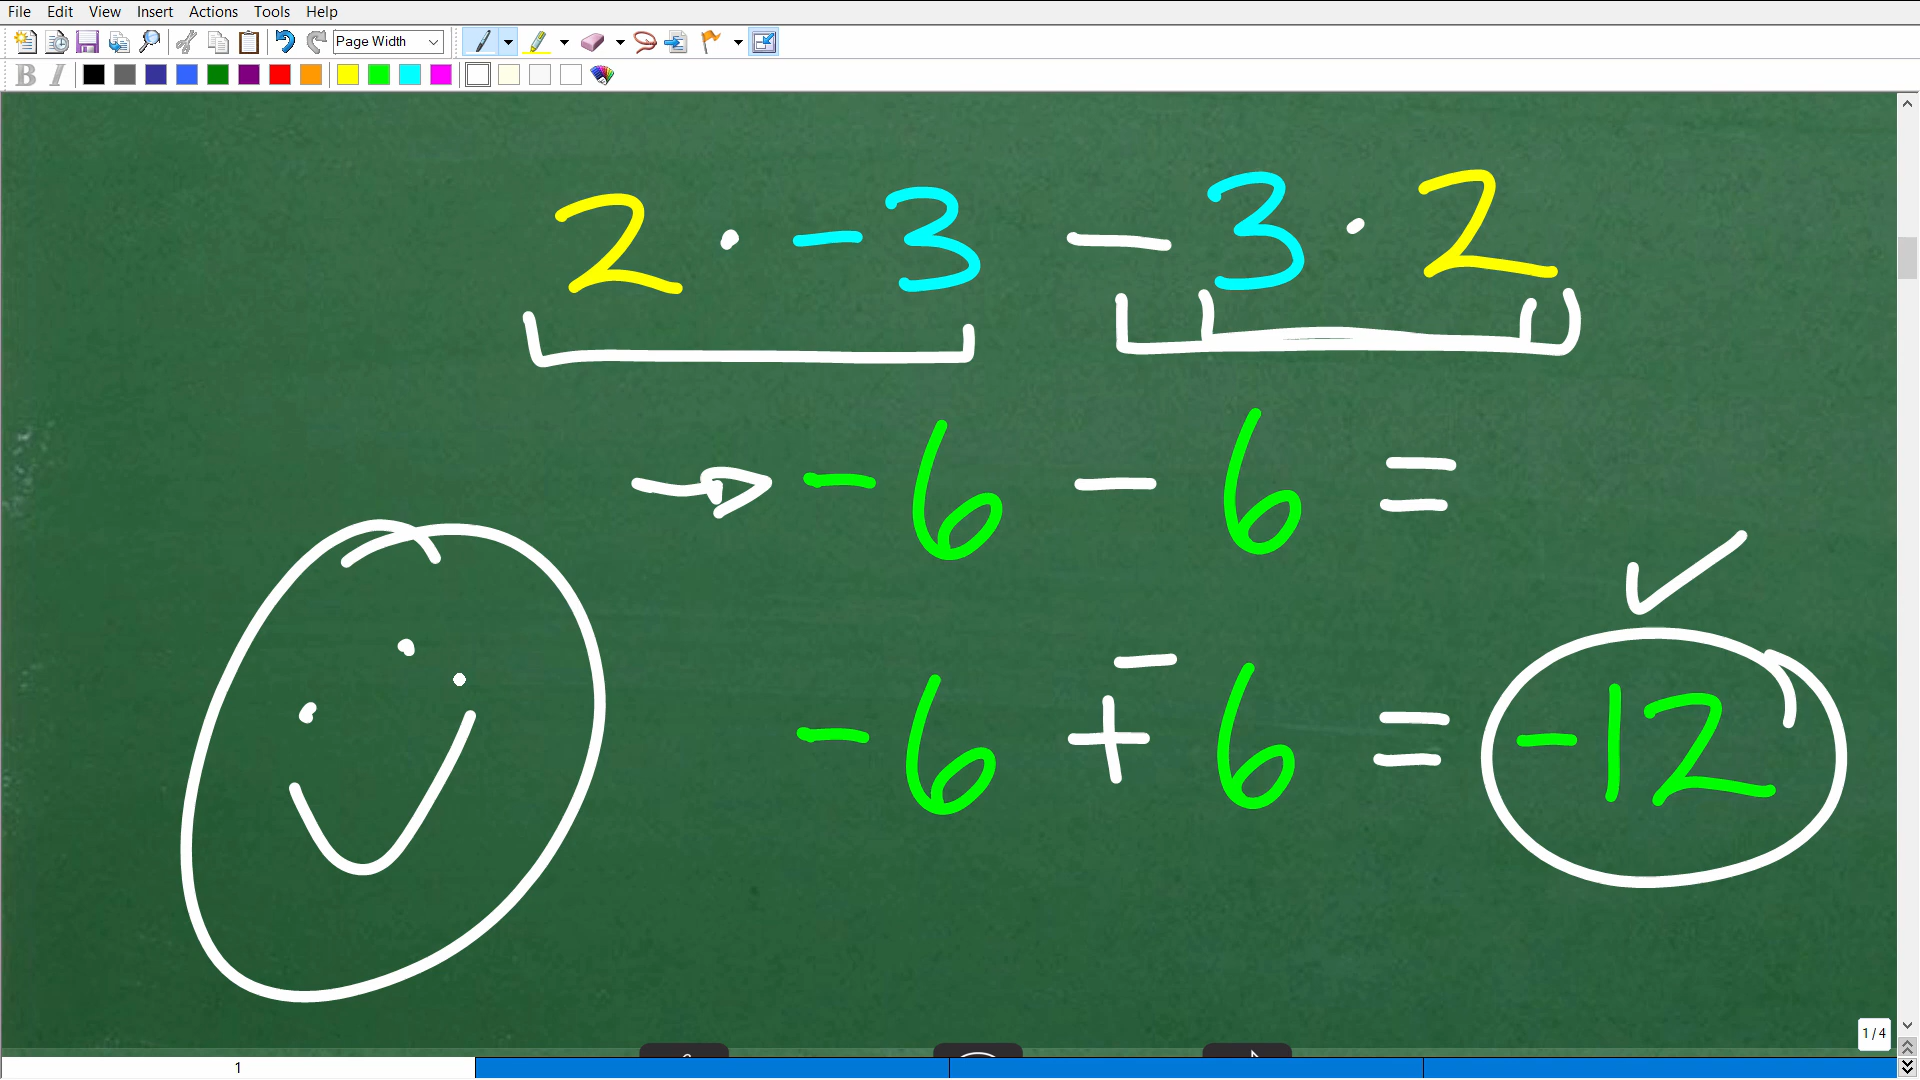 File Edit View Insert Actions Tools Help
Page Width
B I
2 · -3 - 3 · 2
→ -6 - 6 =
-6 + -6 = -12
1 / 4
1